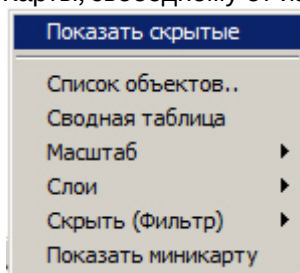 Показать скрытые
Список объектов..
Сводная таблица
Масштаб
Слои
Скрыть (Фильтр)
Показать миникарту